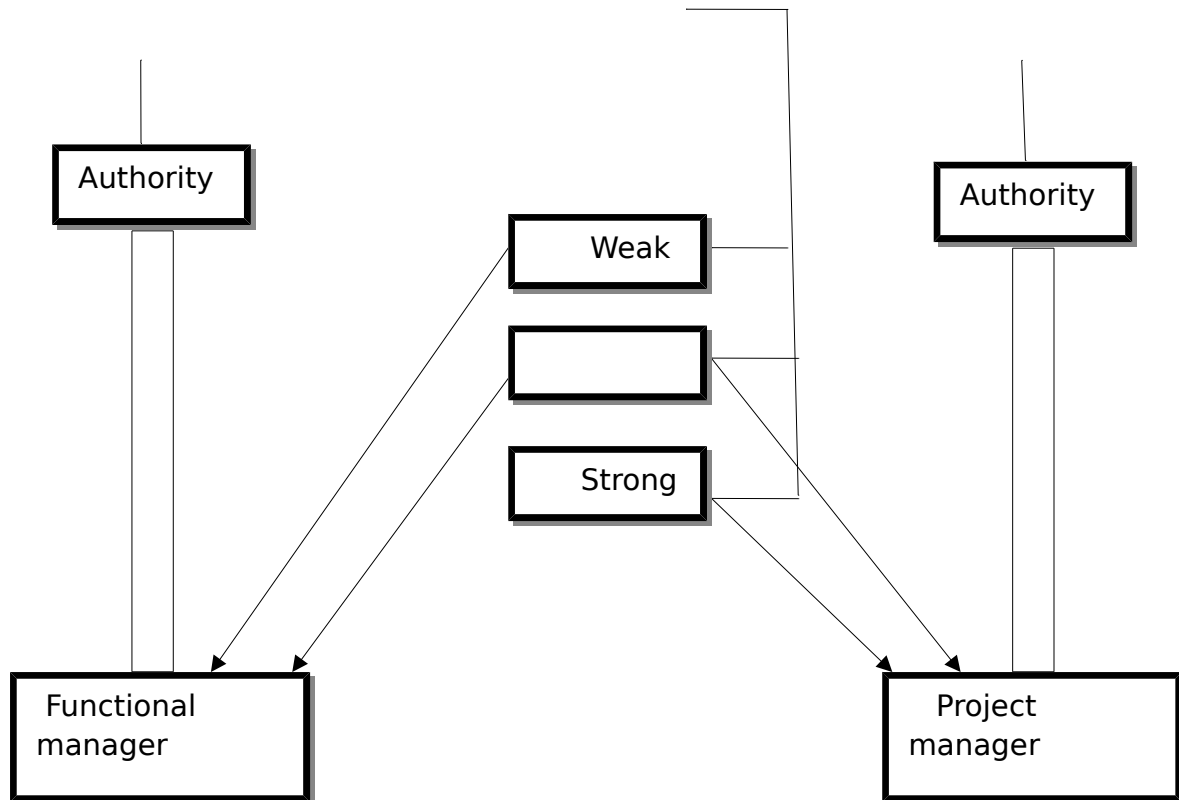 Authority
Authority
Weak
Strong
Functional
manager
Project
manager